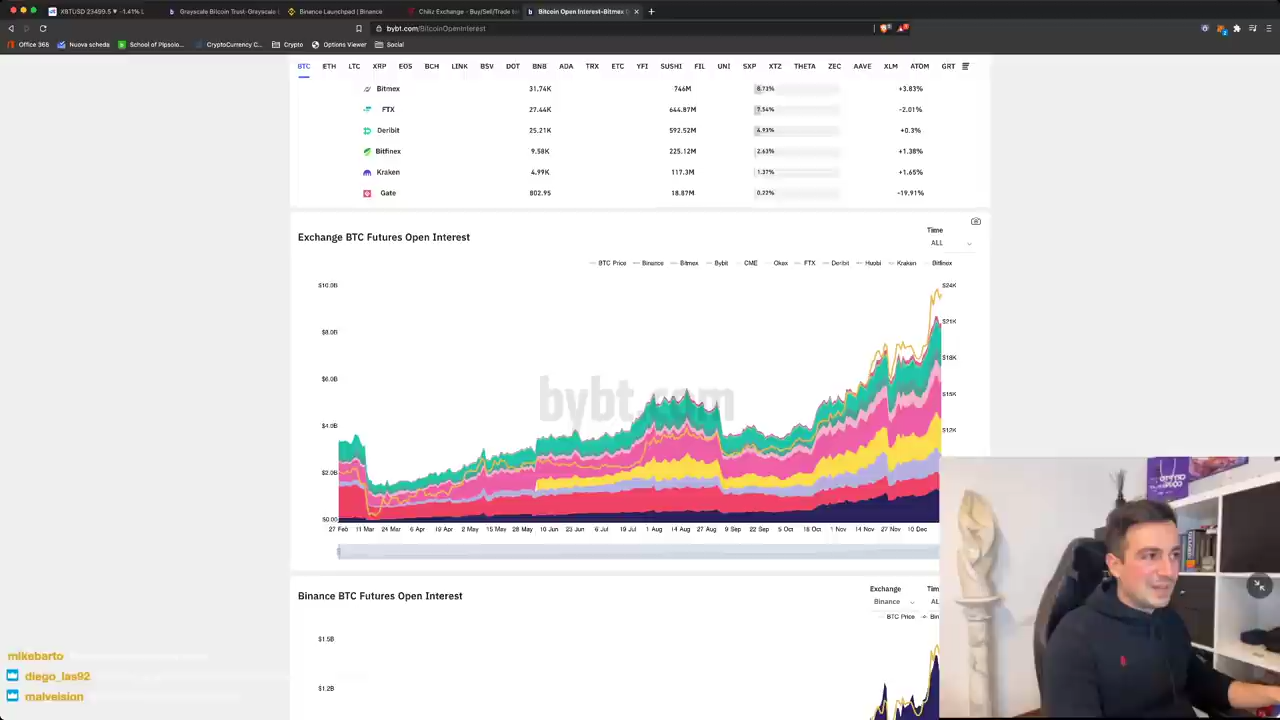 XBTUSD 23499.5 ▾ -1.41% L
Grayscale Bitcoin Trust-Grayscale
Binance Launchpad | Binance
Chiliz Exchange - Buy/Sell/Trade
Bitcoin Open Interest-Bitmex
bybt.com/BitcoinOpenInterest
Office 365 Nuova scheda School of Plpsolo... CryptoCurrency C... Crypto Options Viewer Social
BTC ETH LTC XRP EOS BCH LINK BSV DOT BNB ADA TRX ETC YFI SUSHI FIL UNI SXP XTZ THETA ZEC AAVE XLM ATOM GRT
Bitmex 31.74K 746M 8.73% +3.83%
FTX 27.44K 644.87M 7.54% -2.01%
Deribit 25.21K 592.52M 6.93% +0.3%
Bitfinex 9.58K 225.12M 2.63% +1.38%
Kraken 4.99K 117.3M 1.37% +1.65%
Gate 802.95 18.87M 0.22% -19.91%
Exchange BTC Futures Open Interest
Time
ALL
BTC Price Binance Bitmex Bybit CME Okex FTX Deribit Huobi Kraken Bitfinex
$10.0B $24K
$21K
$8.0B
$18K
$6.0B
$15K
bybt.com
$4.0B $12K
$2.0B
$0.00
27 Feb 11 Mar 24 Mar 6 Apr 19 Apr 2 May 15 May 28 May 10 Jun 23 Jun 6 Jul 19 Jul 1 Aug 14 Aug 27 Aug 9 Sep 22 Sep 5 Oct 18 Oct 1 Nov 14 Nov 27 Nov 10 Dec
Binance BTC Futures Open Interest
Exchange Tim
Binance AL
BTC Price Bin
$1.5B
$1.2B
mikebarto
diego_las92
malveision